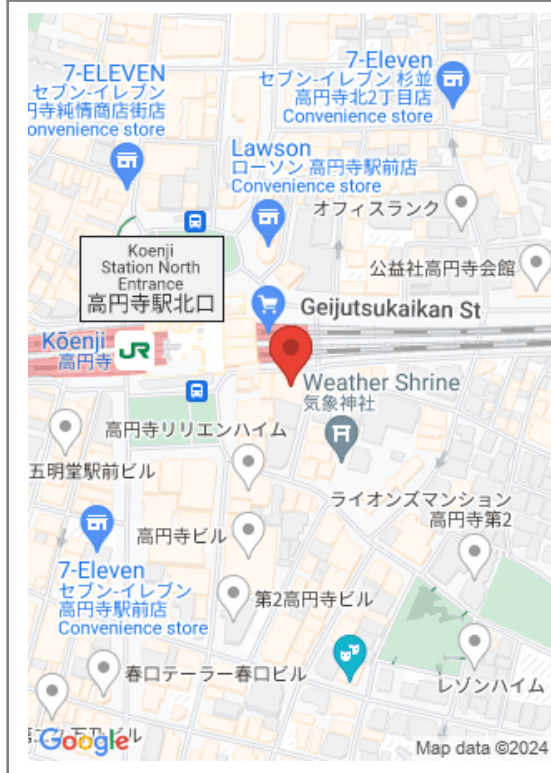 7-ELEVEN
セブン-イレブン
円寺純情商店街店
onvenience store
7-Eleven
セブン-イレブン 杉並
高円寺北2丁目店
Convenience store
Lawson
ローソン 高円寺駅前店
Convenience store
オフィスランク
Koenji
Station North
Entrance
高円寺駅北口
公益社高円寺会館
Geijutsukaikan St
Kōenji
高円寺
JR
Weather Shrine
気象神社
高円寺リリエンハイム
五明堂駅前ビル
ライオンズマンション
高円寺第2
高円寺ビル
7-Eleven
セブン-イレブン
高円寺駅前店
Convenience store
第2高円寺ビル
春口テーラー春口ビル
レゾンハイム
ビル
Google
Map data ©2024